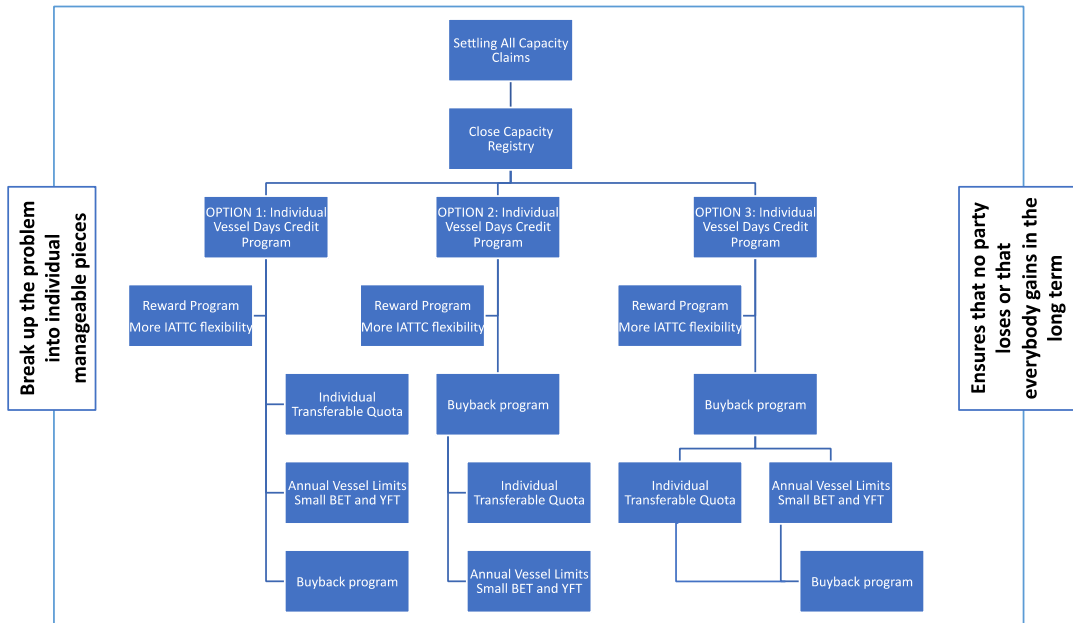 Settling All Capacity
Claims
Close Capacity
Registry
Break up the problem
into individual
manageable pieces
OPTION 1: Individual
Vessel Days Credit
Program
OPTION 2: Individual
Vessel Days Credit
Program
OPTION 3: Individual
Vessel Days Credit
Program
Ensures that no party
loses or that
everybody gains in the
long term
Reward Program
More IATTC flexibility
Reward Program
More IATTC flexibility
Reward Program
More IATTC flexibility
Individual
Transferable Quota
Buyback program
Buyback program
Annual Vessel Limits
Small BET and YFT
Individual
Transferable Quota
Individual
Transferable Quota
Annual Vessel Limits
Small BET and YFT
Buyback program
Annual Vessel Limits
Small BET and YFT
Buyback program